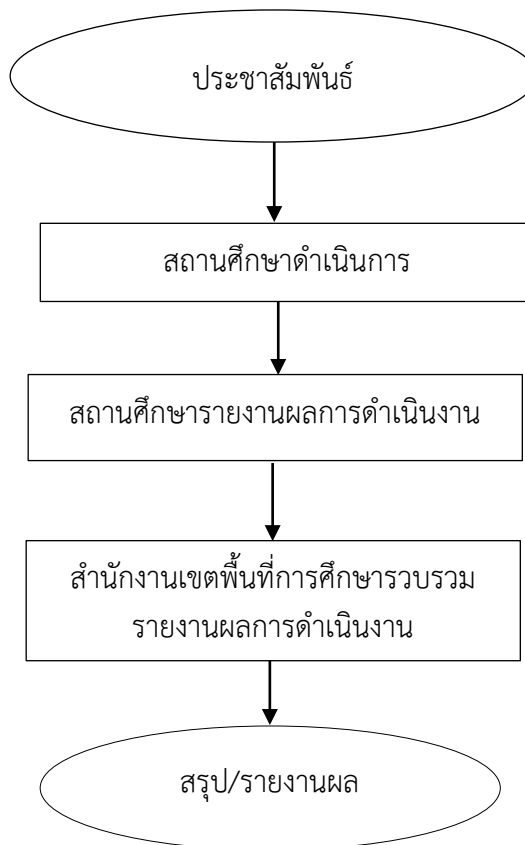 ประชาสัมพันธ์
สถานศึกษาดำเนินการ
สถานศึกษารายงานผลการดำเนินงาน
สำนักงานเขตพื้นที่การศึกษารวบรวม
รายงานผลการดำเนินงาน
สรุป/รายงานผล